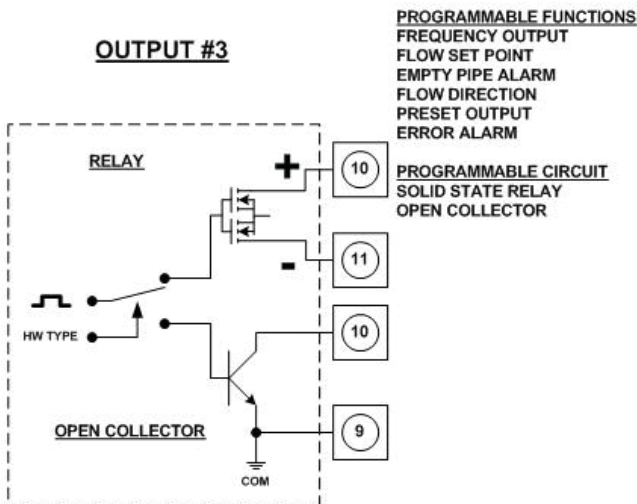 OUTPUT #3
PROGRAMMABLE FUNCTIONS
FREQUENCY OUTPUT
FLOW SET POINT
EMPTY PIPE ALARM
FLOW DIRECTION
PRESET OUTPUT
ERROR ALARM
PROGRAMMABLE CIRCUIT
SOLID STATE RELAY
OPEN COLLECTOR
RELAY
+
10
-
11
HW TYPE
10
OPEN COLLECTOR
9
COM